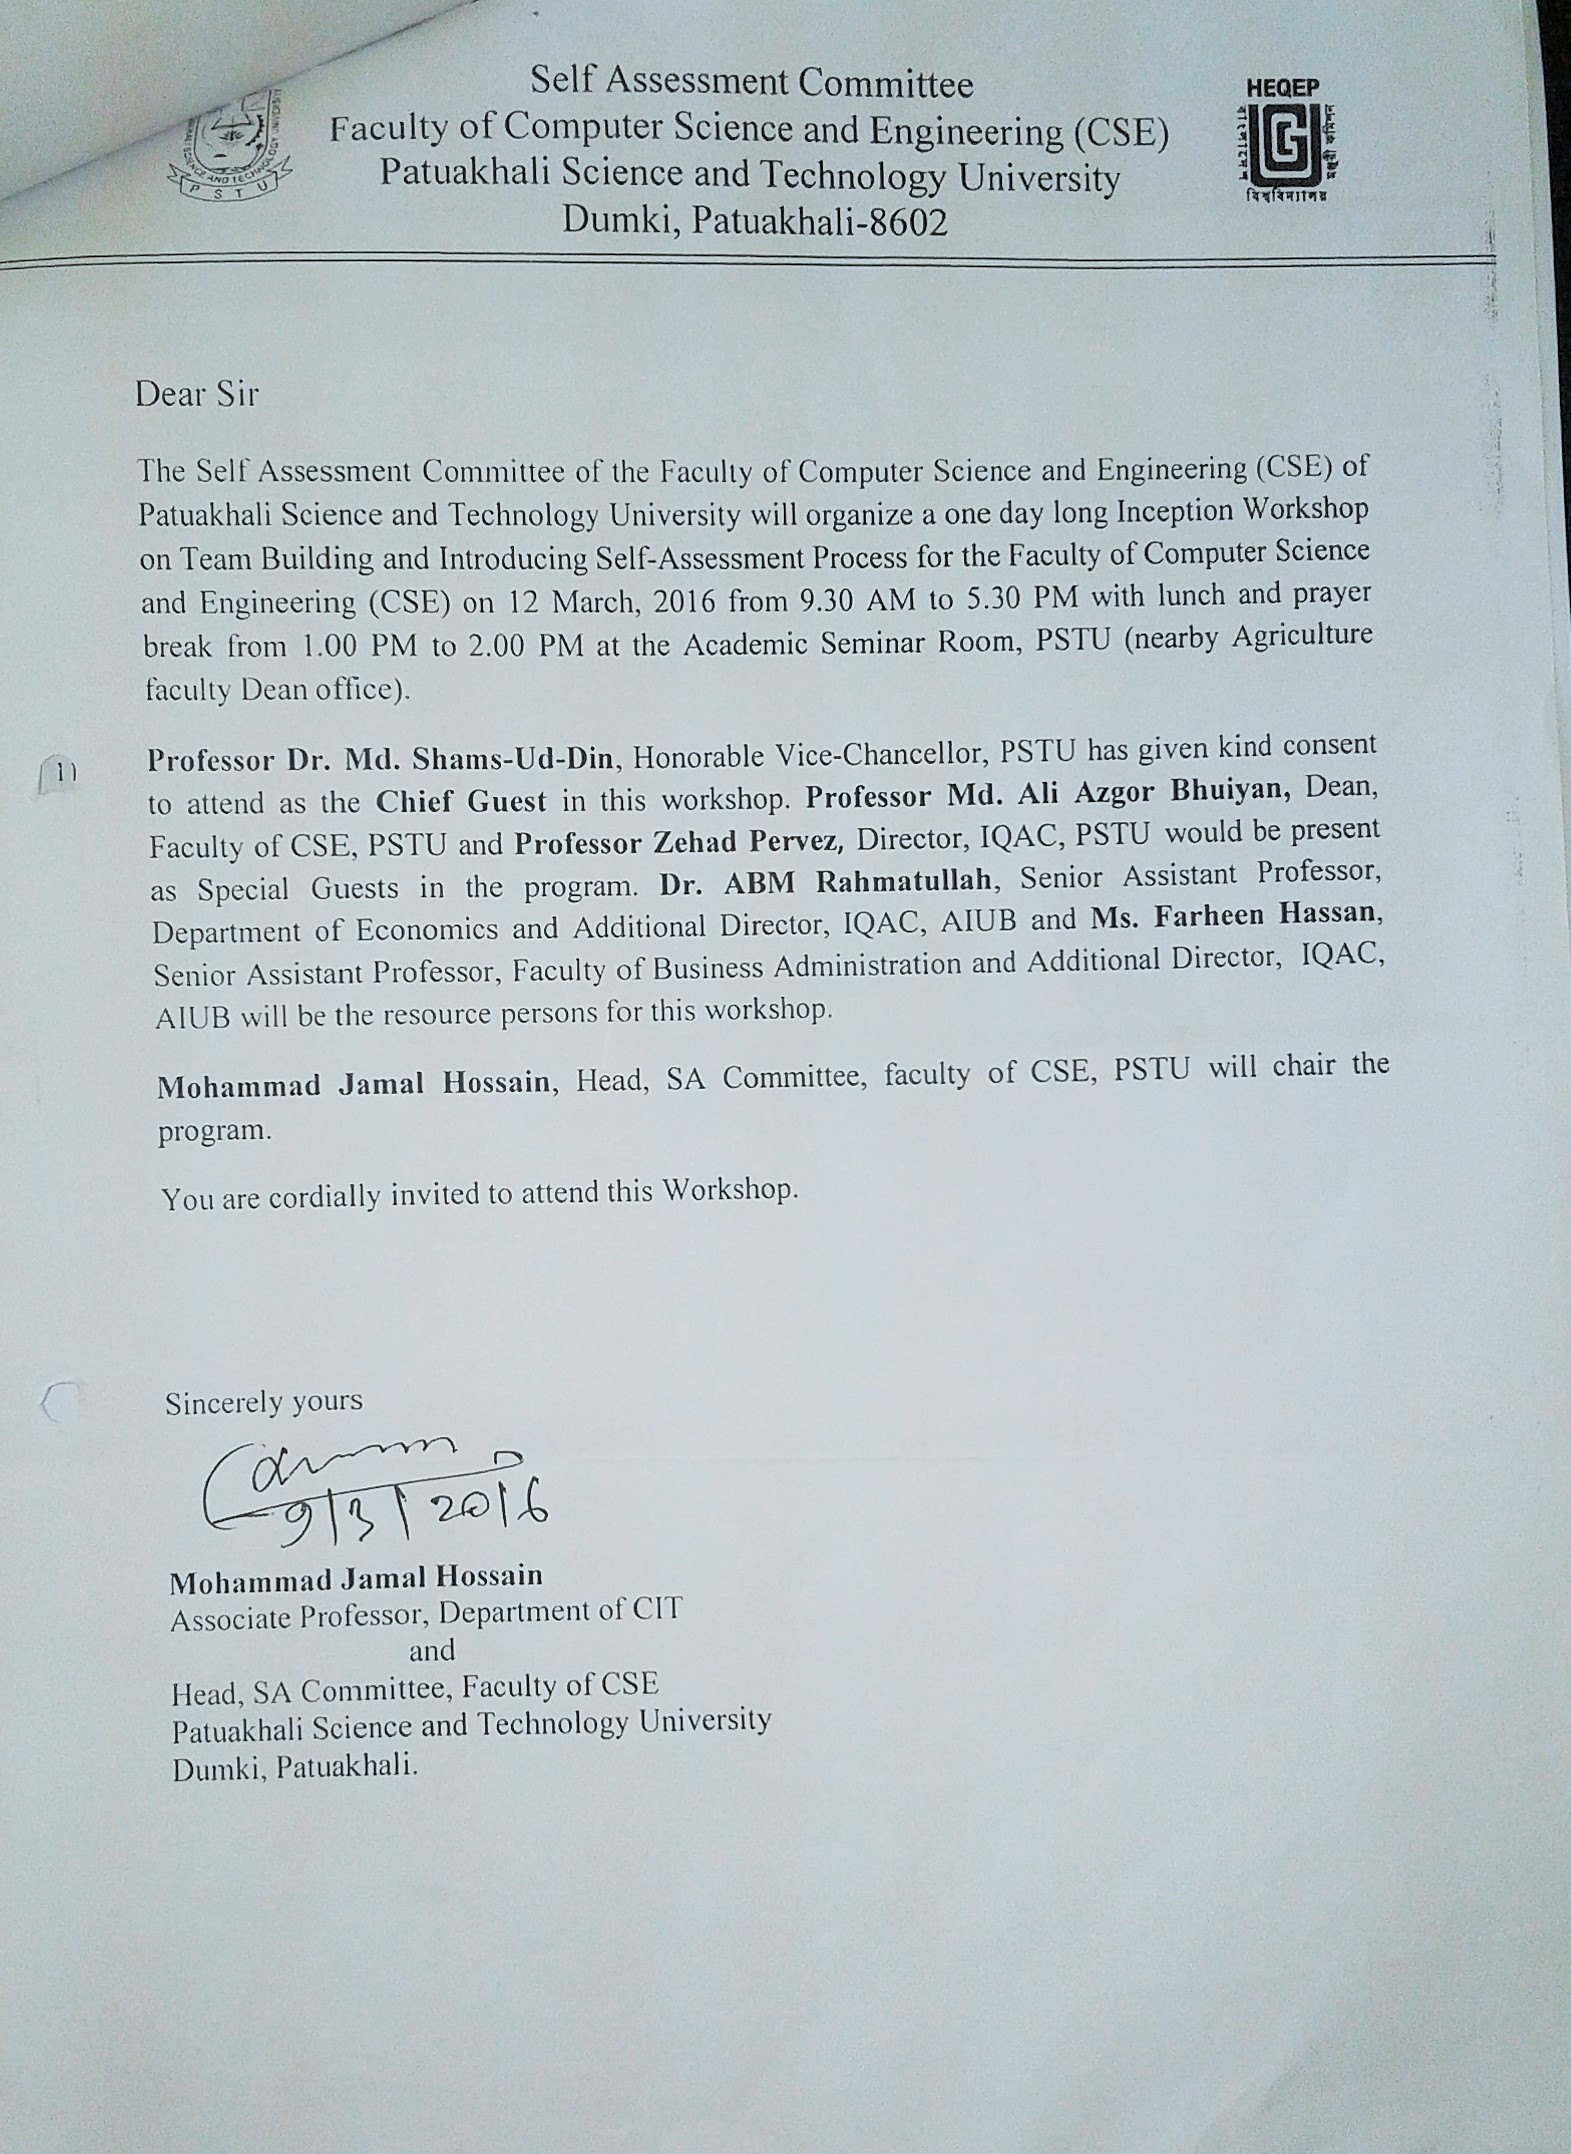 Self Assessment Committee
Faculty of Computer Science and Engineering (CSE)
Patuakhali Science and Technology University
Dumki, Patuakhali-8602
P S T U
HEQEP
বিশ্ববিদ্যালয়
Dear Sir
The Self Assessment Committee of the Faculty of Computer Science and Engineering (CSE) of
Patuakhali Science and Technology University will organize a one day long Inception Workshop
on Team Building and Introducing Self-Assessment Process for the Faculty of Computer Science
and Engineering (CSE) on 12 March, 2016 from 9.30 AM to 5.30 PM with lunch and prayer
break from 1.00 PM to 2.00 PM at the Academic Seminar Room, PSTU (nearby Agriculture
faculty Dean office).
Professor Dr. Md. Shams-Ud-Din, Honorable Vice-Chancellor, PSTU has given kind consent
to attend as the Chief Guest in this workshop. Professor Md. Ali Azgor Bhuiyan, Dean,
Faculty of CSE, PSTU and Professor Zehad Pervez, Director, IQAC, PSTU would be present
as Special Guests in the program. Dr. ABM Rahmatullah, Senior Assistant Professor,
Department of Economics and Additional Director, IQAC, AIUB and Ms. Farheen Hassan,
Senior Assistant Professor, Faculty of Business Administration and Additional Director, IQAC,
AIUB will be the resource persons for this workshop.
Mohammad Jamal Hossain, Head, SA Committee, faculty of CSE, PSTU will chair the
program.
You are cordially invited to attend this Workshop.
Sincerely yours
9/3/2016
Mohammad Jamal Hossain
Associate Professor, Department of CIT
and
Head, SA Committee, Faculty of CSE
Patuakhali Science and Technology University
Dumki, Patuakhali.